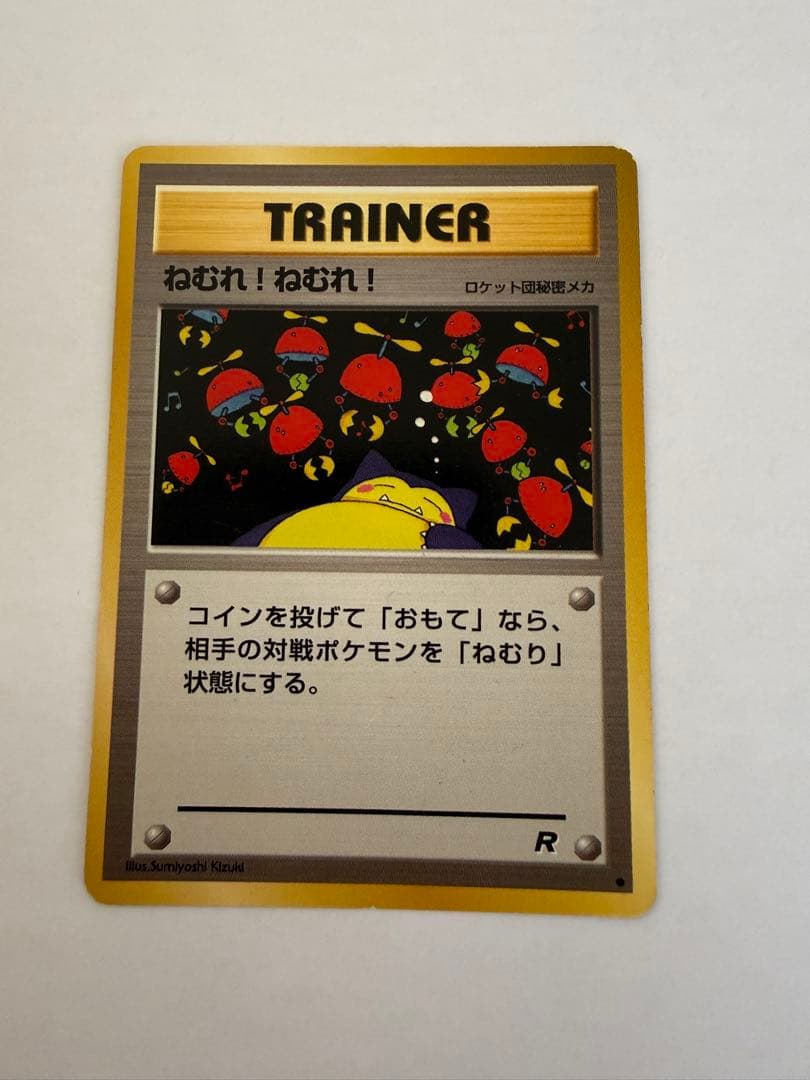 TRAINER
ねむれ！ねむれ！
ロケット団秘密メカ
コインを投げて「おもて」なら、
相手の対戦ポケモンを「ねむり」
状態にする。
R
Illus.Sumiyoshi Kizuki